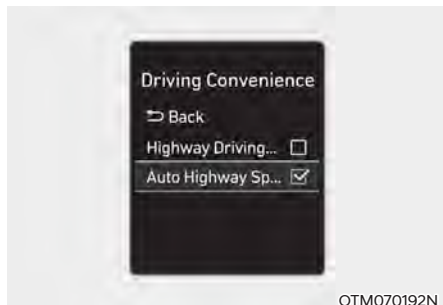 Driving Convenience
⮌ Back
Highway Driving...
Auto Highway Sp...
OTM070192N